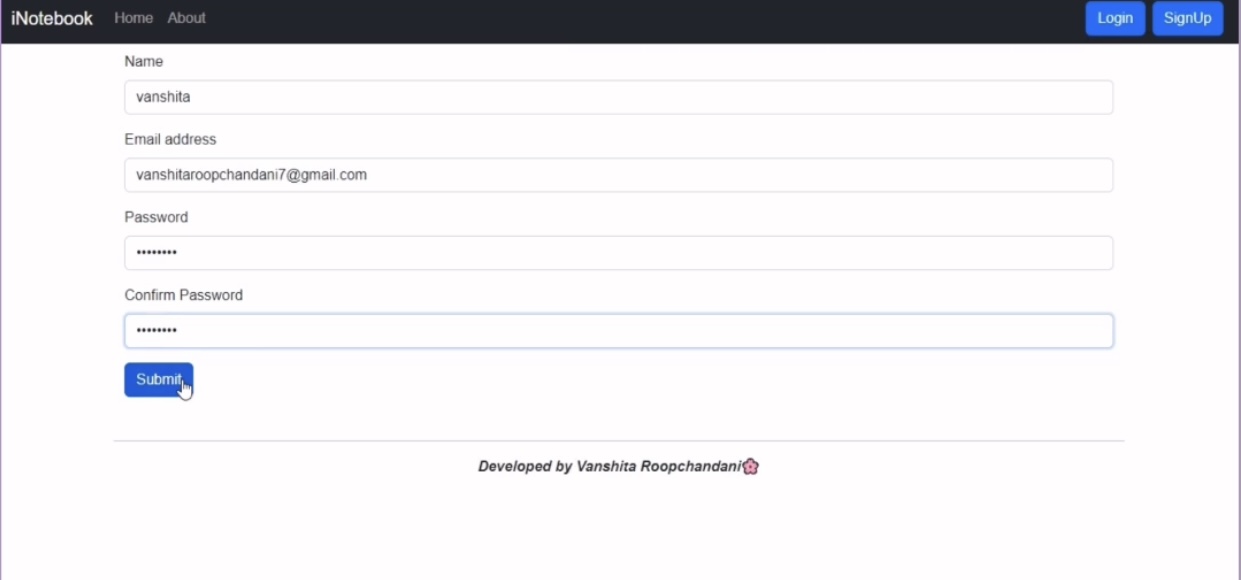 iNotebook Home About Login SignUp
Name
vanshita
Email address
vanshitaroopchandani7@gmail.com
Password
••••••••
Confirm Password
••••••••
Submit
Developed by Vanshita Roopchandani🌸